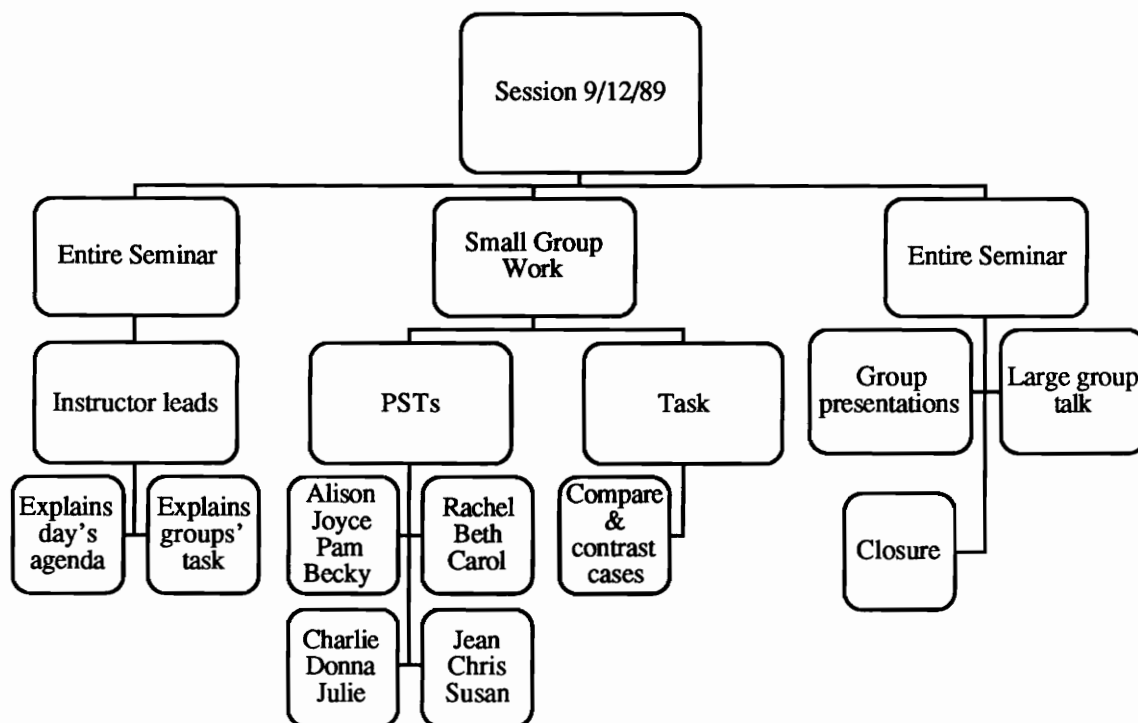 Session 9/12/89
Entire Seminar
Small Group
Work
Entire Seminar
Instructor leads
PSTs
Task
Group
presentations
Large group
talk
Explains
day's
agenda
Explains
groups'
task
Alison
Joyce
Pam
Becky
Rachel
Beth
Carol
Compare
&
contrast
cases
Closure
Charlie
Donna
Julie
Jean
Chris
Susan